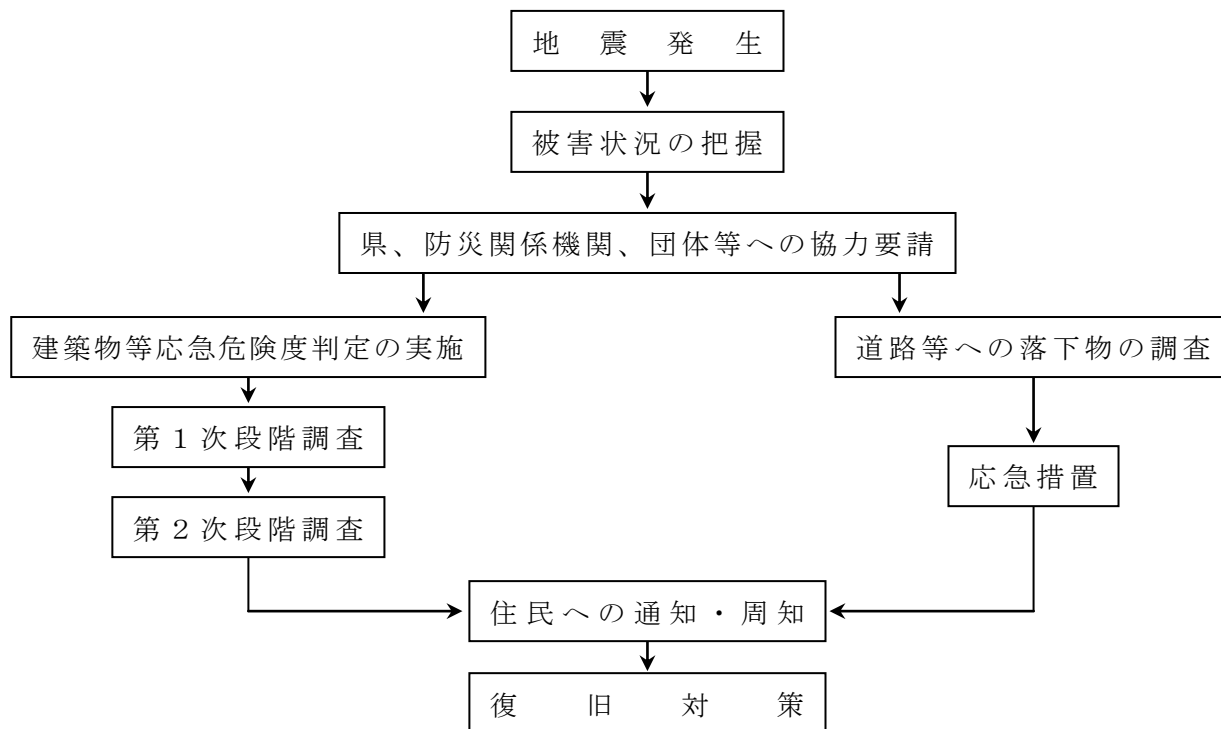 地震発生
被害状況の把握
県、防災関係機関、団体等への協力要請
建築物等応急危険度判定の実施
道路等への落下物の調査
第１次段階調査
応急措置
第２次段階調査
住民への通知・周知
復旧対策